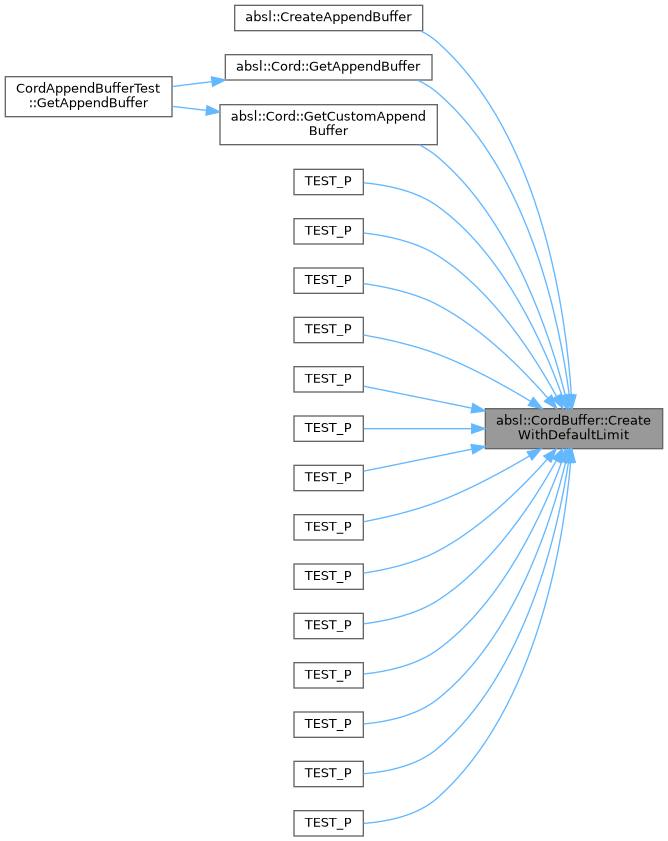 absl::CreateAppendBuffer
absl::Cord::GetAppendBuffer
CordAppendBufferTest
::GetAppendBuffer
absl::Cord::GetCustomAppend
Buffer
TEST_P
TEST_P
TEST_P
TEST_P
TEST_P
absl::CordBuffer::Create
WithDefaultLimit
TEST_P
TEST_P
TEST_P
TEST_P
TEST_P
TEST_P
TEST_P
TEST_P
TEST_P